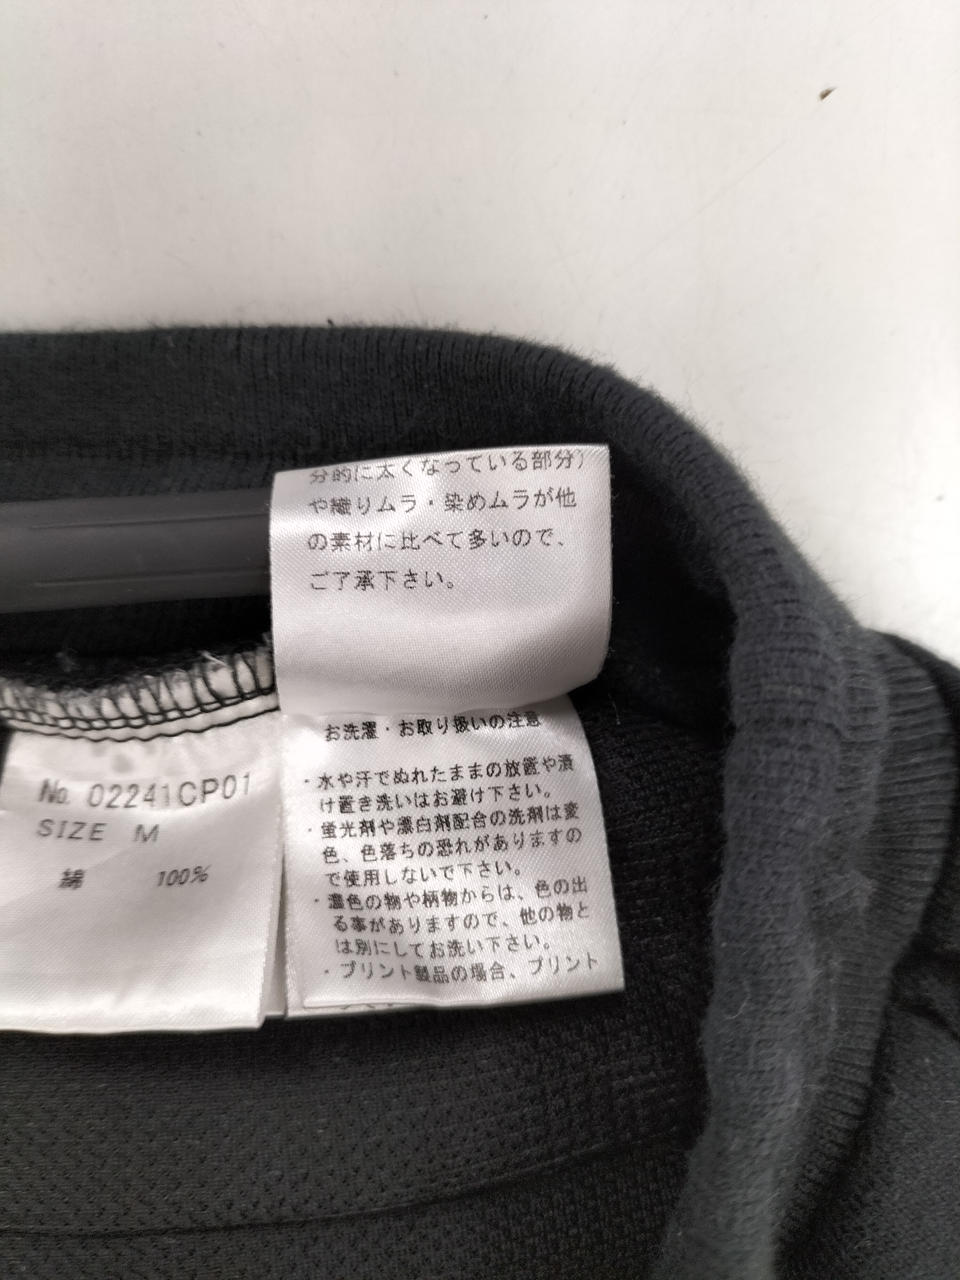 分的に太くなっている部分)
や織りムラ・染めムラが他
の素材に比べて多いので、
ご了承下さい。
お洗濯・お取り扱いの注意
・水や汗でぬれたままの放置や漬
け置き洗いはお避け下さい。
・蛍光剤や漂白剤配合の洗剤は変
色、色落ちの恐れがありますの
で使用しないで下さい。
・濃色の物や柄物からは、色の出
る事がありますので、他の物と
は別にしてお洗い下さい。
・プリント製品の場合、プリント
No. 02241CP01
SIZE M
綿 100%